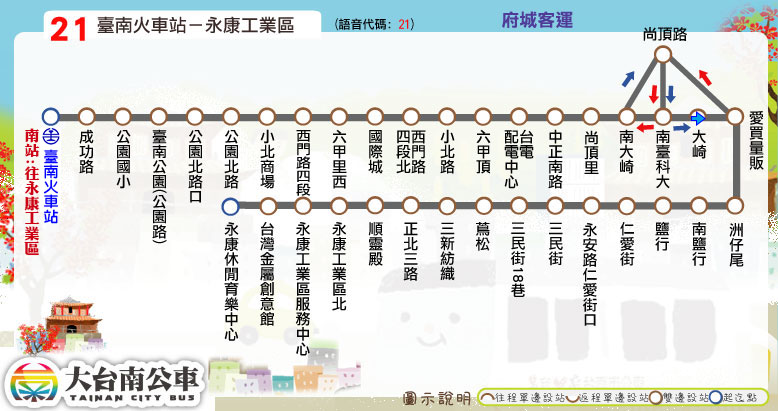 21 臺南火車站－永康工業區 (語音代碼: 21) 府城客運
尚頂路
南站:往永康工業區
主 臺南火車站
成功路
公園國小
臺南公園(公園路)
公園北路口
公園北路
小北商場
西門路四段
六甲里西
國際城
西門路四段北
小北路
六甲頂
台電配電中心
中正南路
尚頂里
南大崎
南臺科大
大崎
愛買量販
洲仔尾
南鹽行
鹽行
仁愛街
永安路仁愛街口
三民街
三民街18巷
蔦松
三新紡織
正北三路
順靈殿
永康工業區北
永康工業區服務中心
台灣金屬創意館
永康休閒育樂中心
大台南公車
TAINAN CITY BUS
圖示說明 往程單邊設站 返程單邊設站 雙邊設站 起迄點